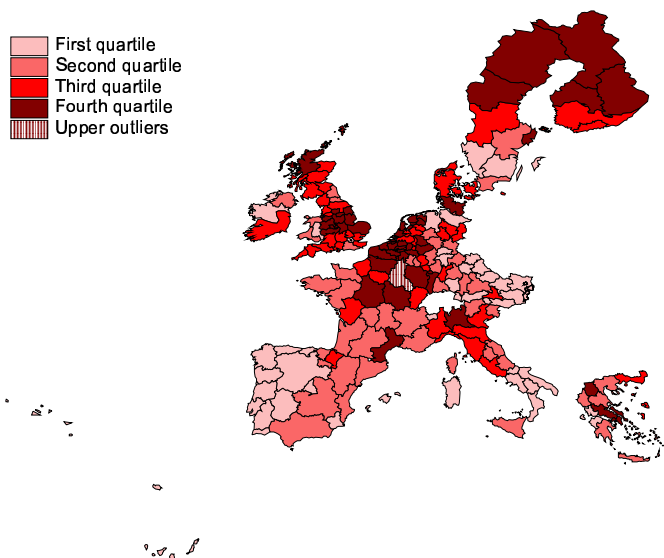 First quartile
Second quartile
Third quartile
Fourth quartile
Upper outliers